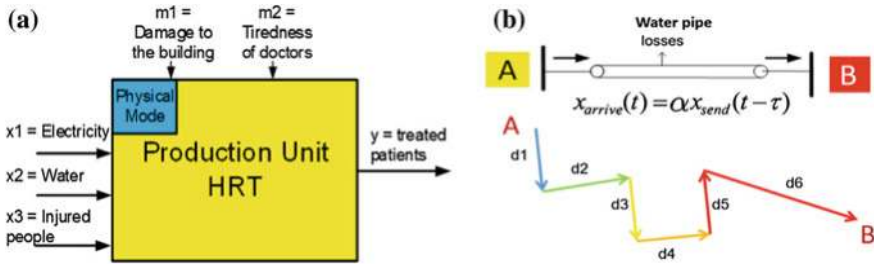 (a)
m1 =
Damage to
the building
m2 =
Tiredness
of doctors
Physical
Mode
x1 = Electricity
x2 = Water
x3 = Injured
people
Production Unit
HRT
y = treated
patients
(b)
Water pipe
losses
A
B
x_arrive(t) = αx_send(t − τ)
A
d1
d2
d3
d4
d5
d6
B